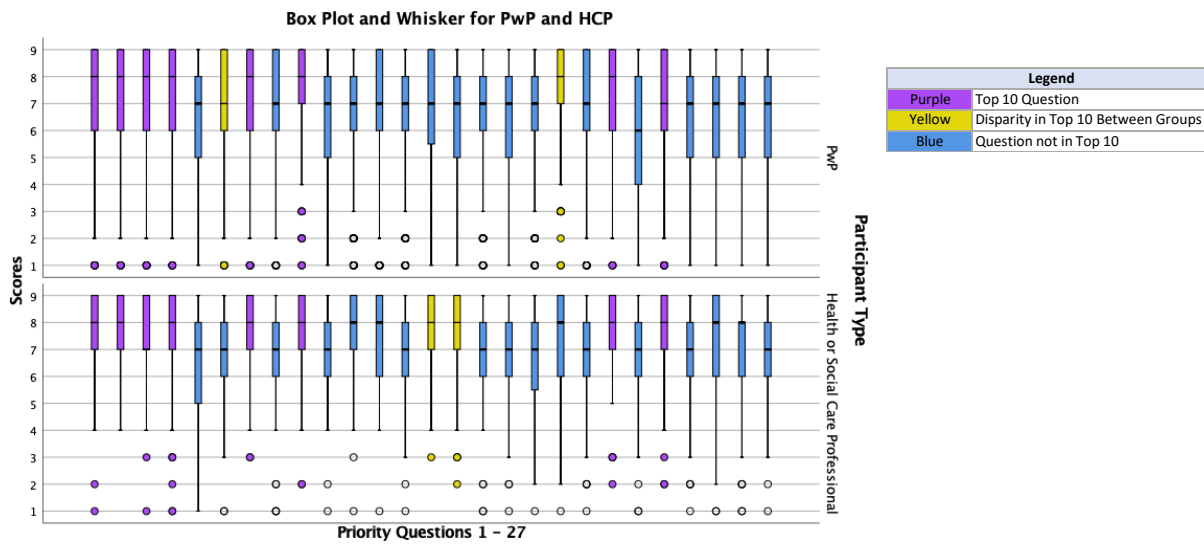 Box Plot and Whisker for PwP and HCP
9
8
7
6
5
4
3
2
1
PwP
9
8
7
6
5
4
3
2
1
Health or Social Care Professional
Scores
Participant Type
Priority Questions 1 - 27
Legend
Purple Top 10 Question
Yellow Disparity in Top 10 Between Groups
Blue Question not in Top 10